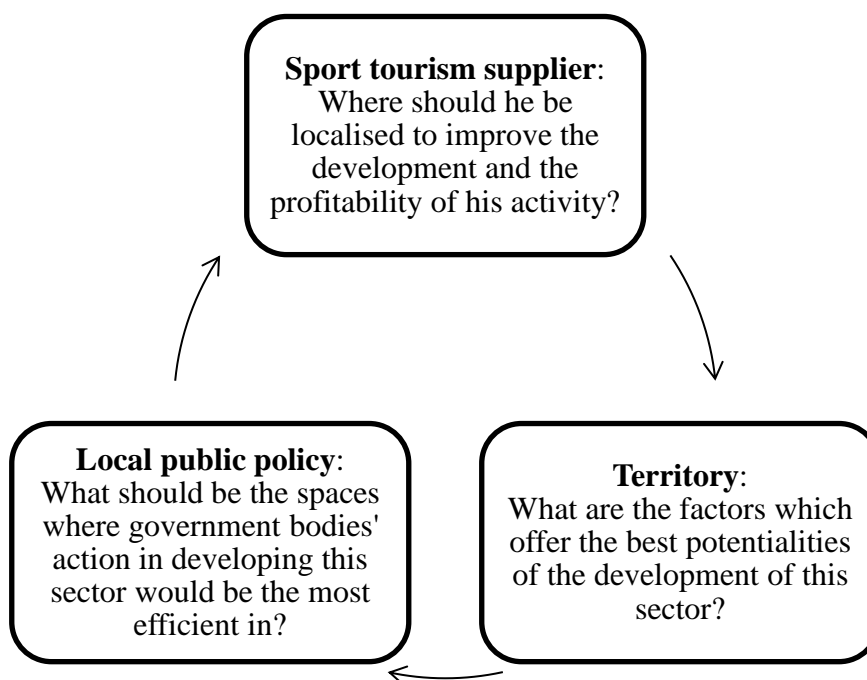 Sport tourism supplier:
Where should he be
localised to improve the
development and the
profitability of his activity?
Local public policy:
What should be the spaces
where government bodies'
action in developing this
sector would be the most
efficient in?
Territory:
What are the factors which
offer the best potentialities
of the development of this
sector?